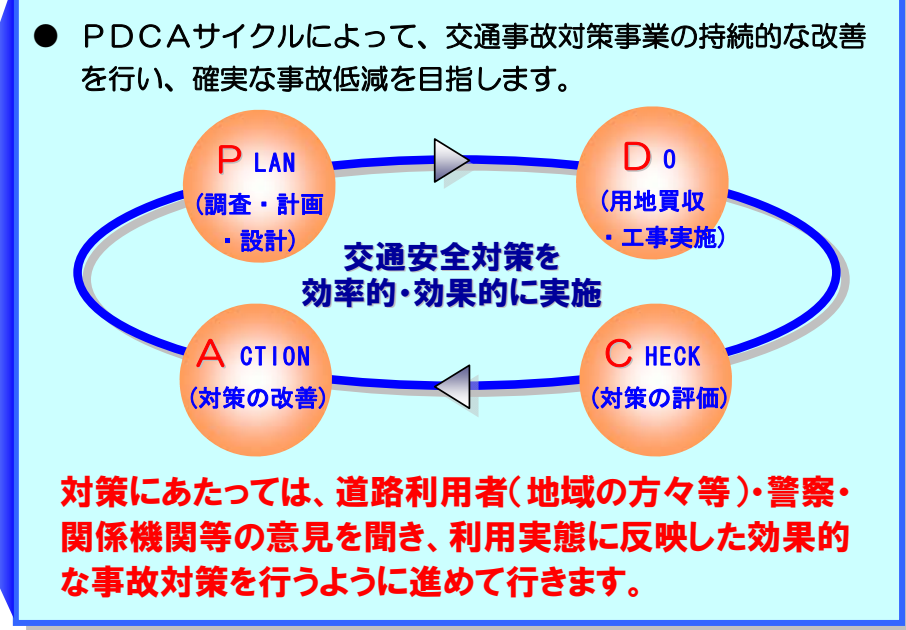 ● PDCAサイクルによって、交通事故対策事業の持続的な改善
を行い、確実な事故低減を目指します。
PLAN
(調査・計画
・設計)
DO
(用地買収
・工事実施)
交通安全対策を
効率的・効果的に実施
ACTION
(対策の改善)
CHECK
(対策の評価)
対策にあたっては、道路利用者(地域の方々等)・警察・
関係機関等の意見を聞き、利用実態に反映した効果的
な事故対策を行うように進めて行きます。